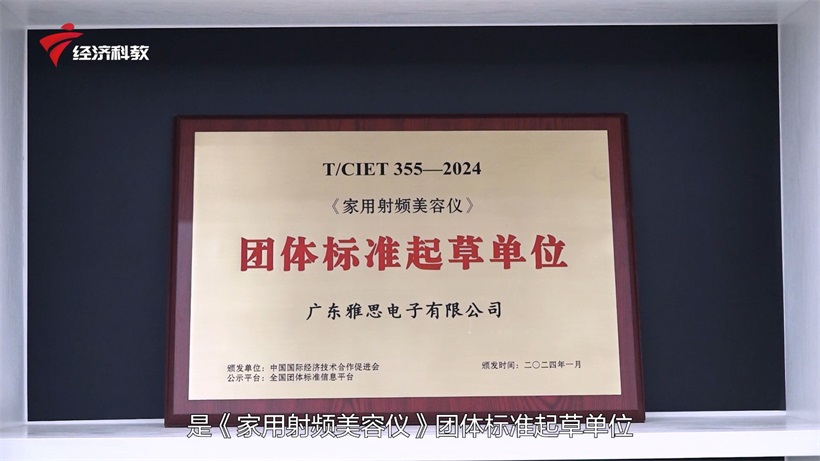 经济科教
T/CIET 355—2024
《家用射频美容仪》
团体标准起草单位
广东雅思电子有限公司
颁发单位：中国国际经济技术合作促进会
公示平台：全国团体标准信息平台
颁发时间：二〇二四年一月
是《家用射频美容仪》团体标准起草单位